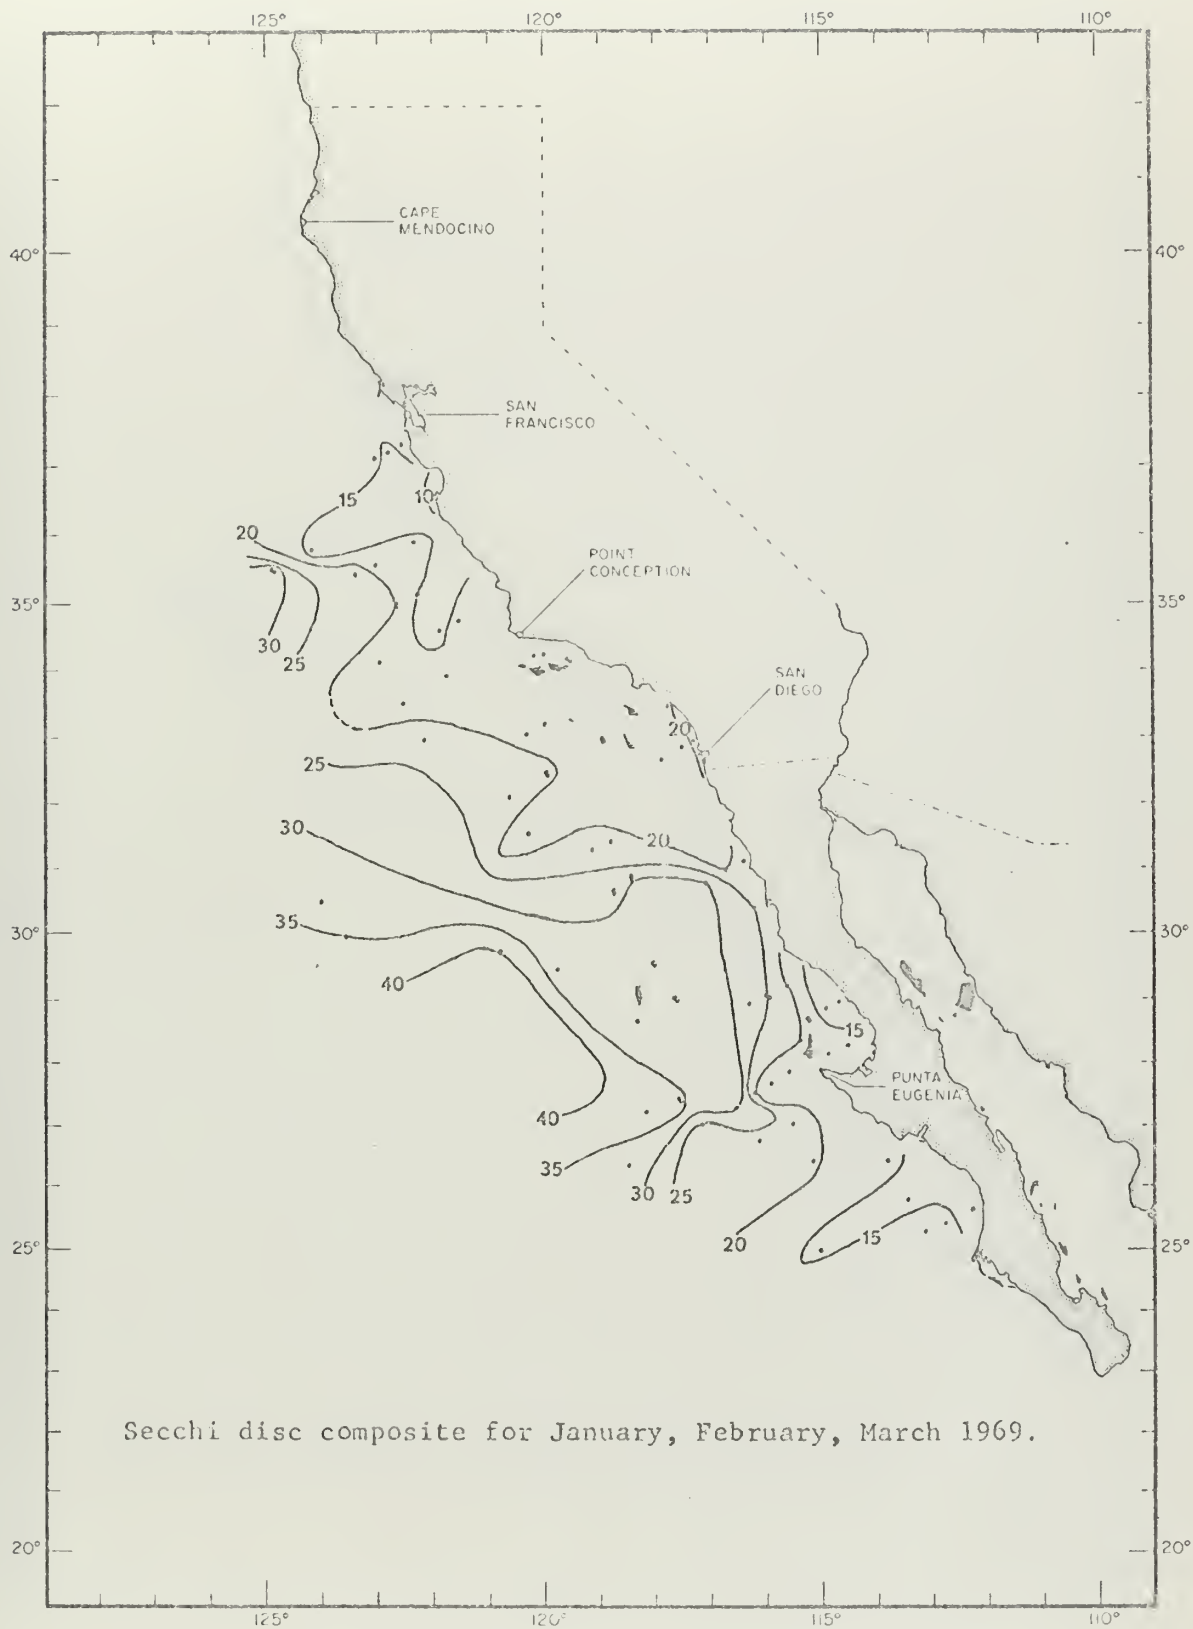 125° 120° 115° 110°
CAPE
MENDOCINO
40° 40°
SAN
FRANCISCO
15 10
20
POINT
CONCEPTION
35° 35°
30
25
SAN
DIEGO
20
25
30 20
35
30° 30°
40
15
PUNTA
EUGENIA
40
35
30 25
20 15
25° 25°
Secchi disc composite for January, February, March 1969.
20° 20°
125° 120° 115° 110°